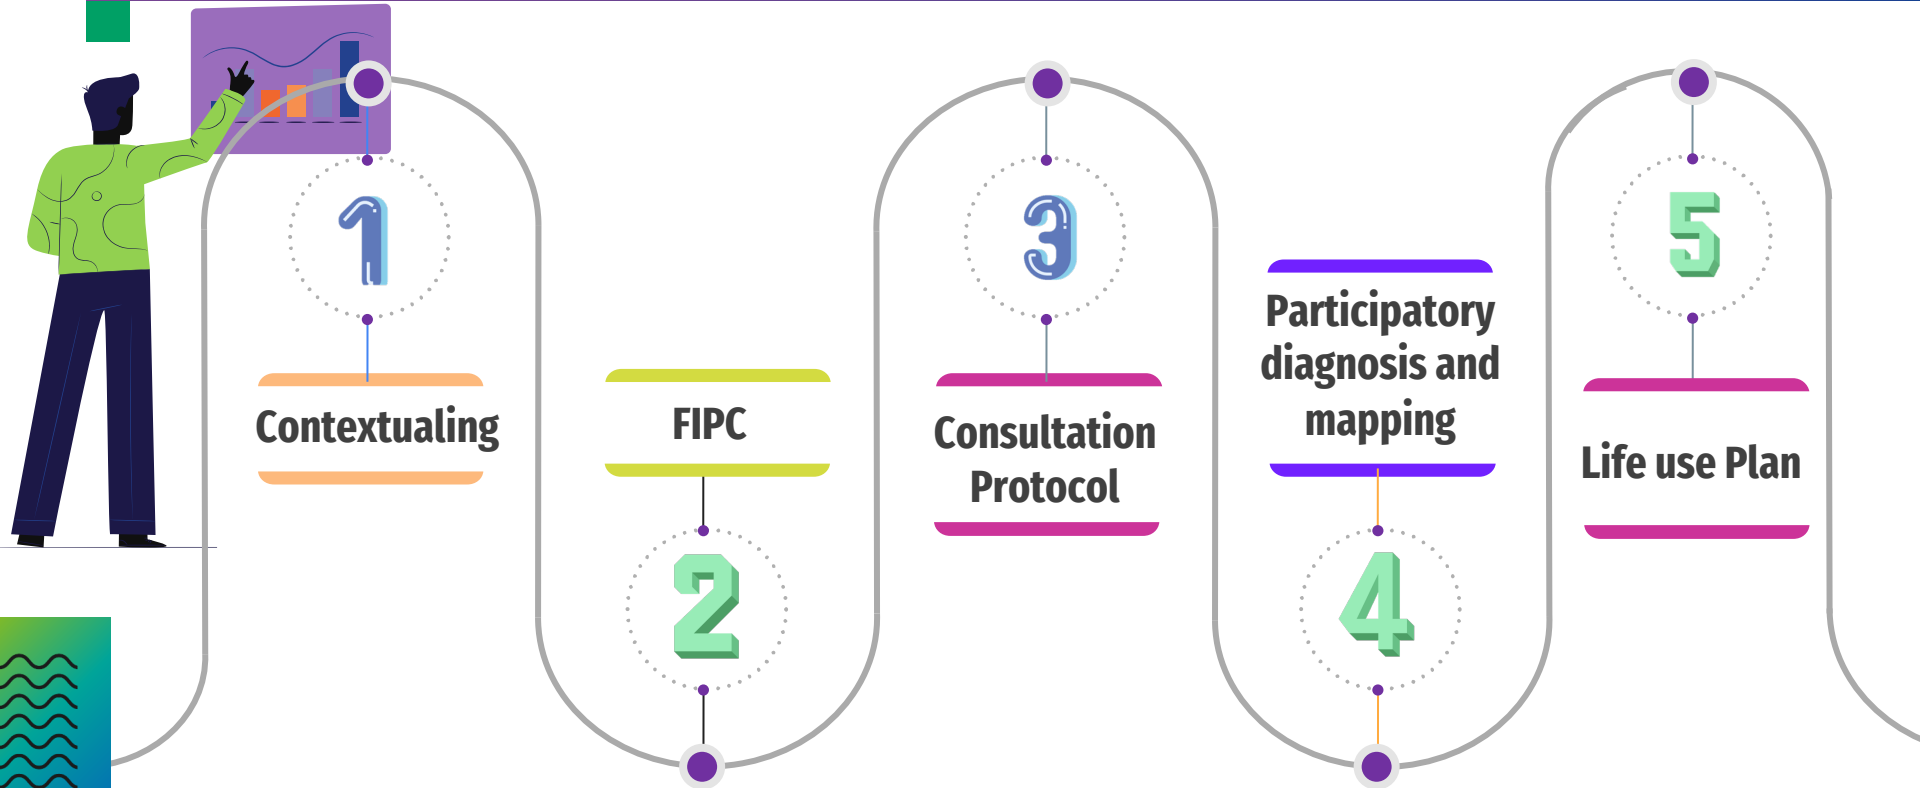 1
Contextualing
FIPC
2
3
Consultation
Protocol
Participatory
diagnosis and
mapping
4
5
Life use Plan